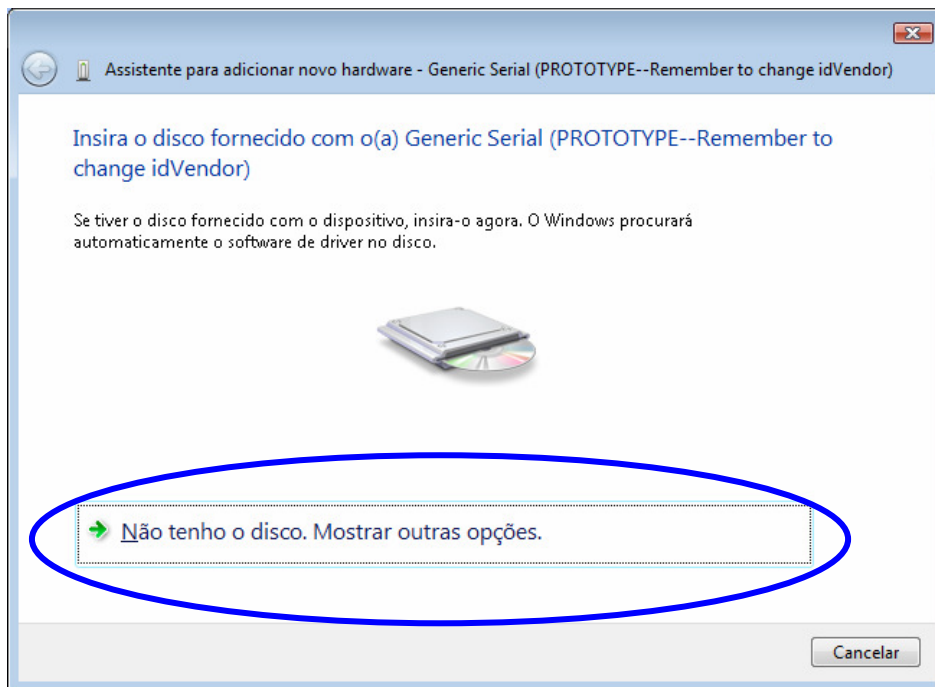 Assistente para adicionar novo hardware - Generic Serial (PROTOTYPE--Remember to change idVendor)
Insira o disco fornecido com o(a) Generic Serial (PROTOTYPE--Remember to
change idVendor)
Se tiver o disco fornecido com o dispositivo, insira-o agora. O Windows procurará
automaticamente o software de driver no disco.
Não tenho o disco. Mostrar outras opções.
Cancelar